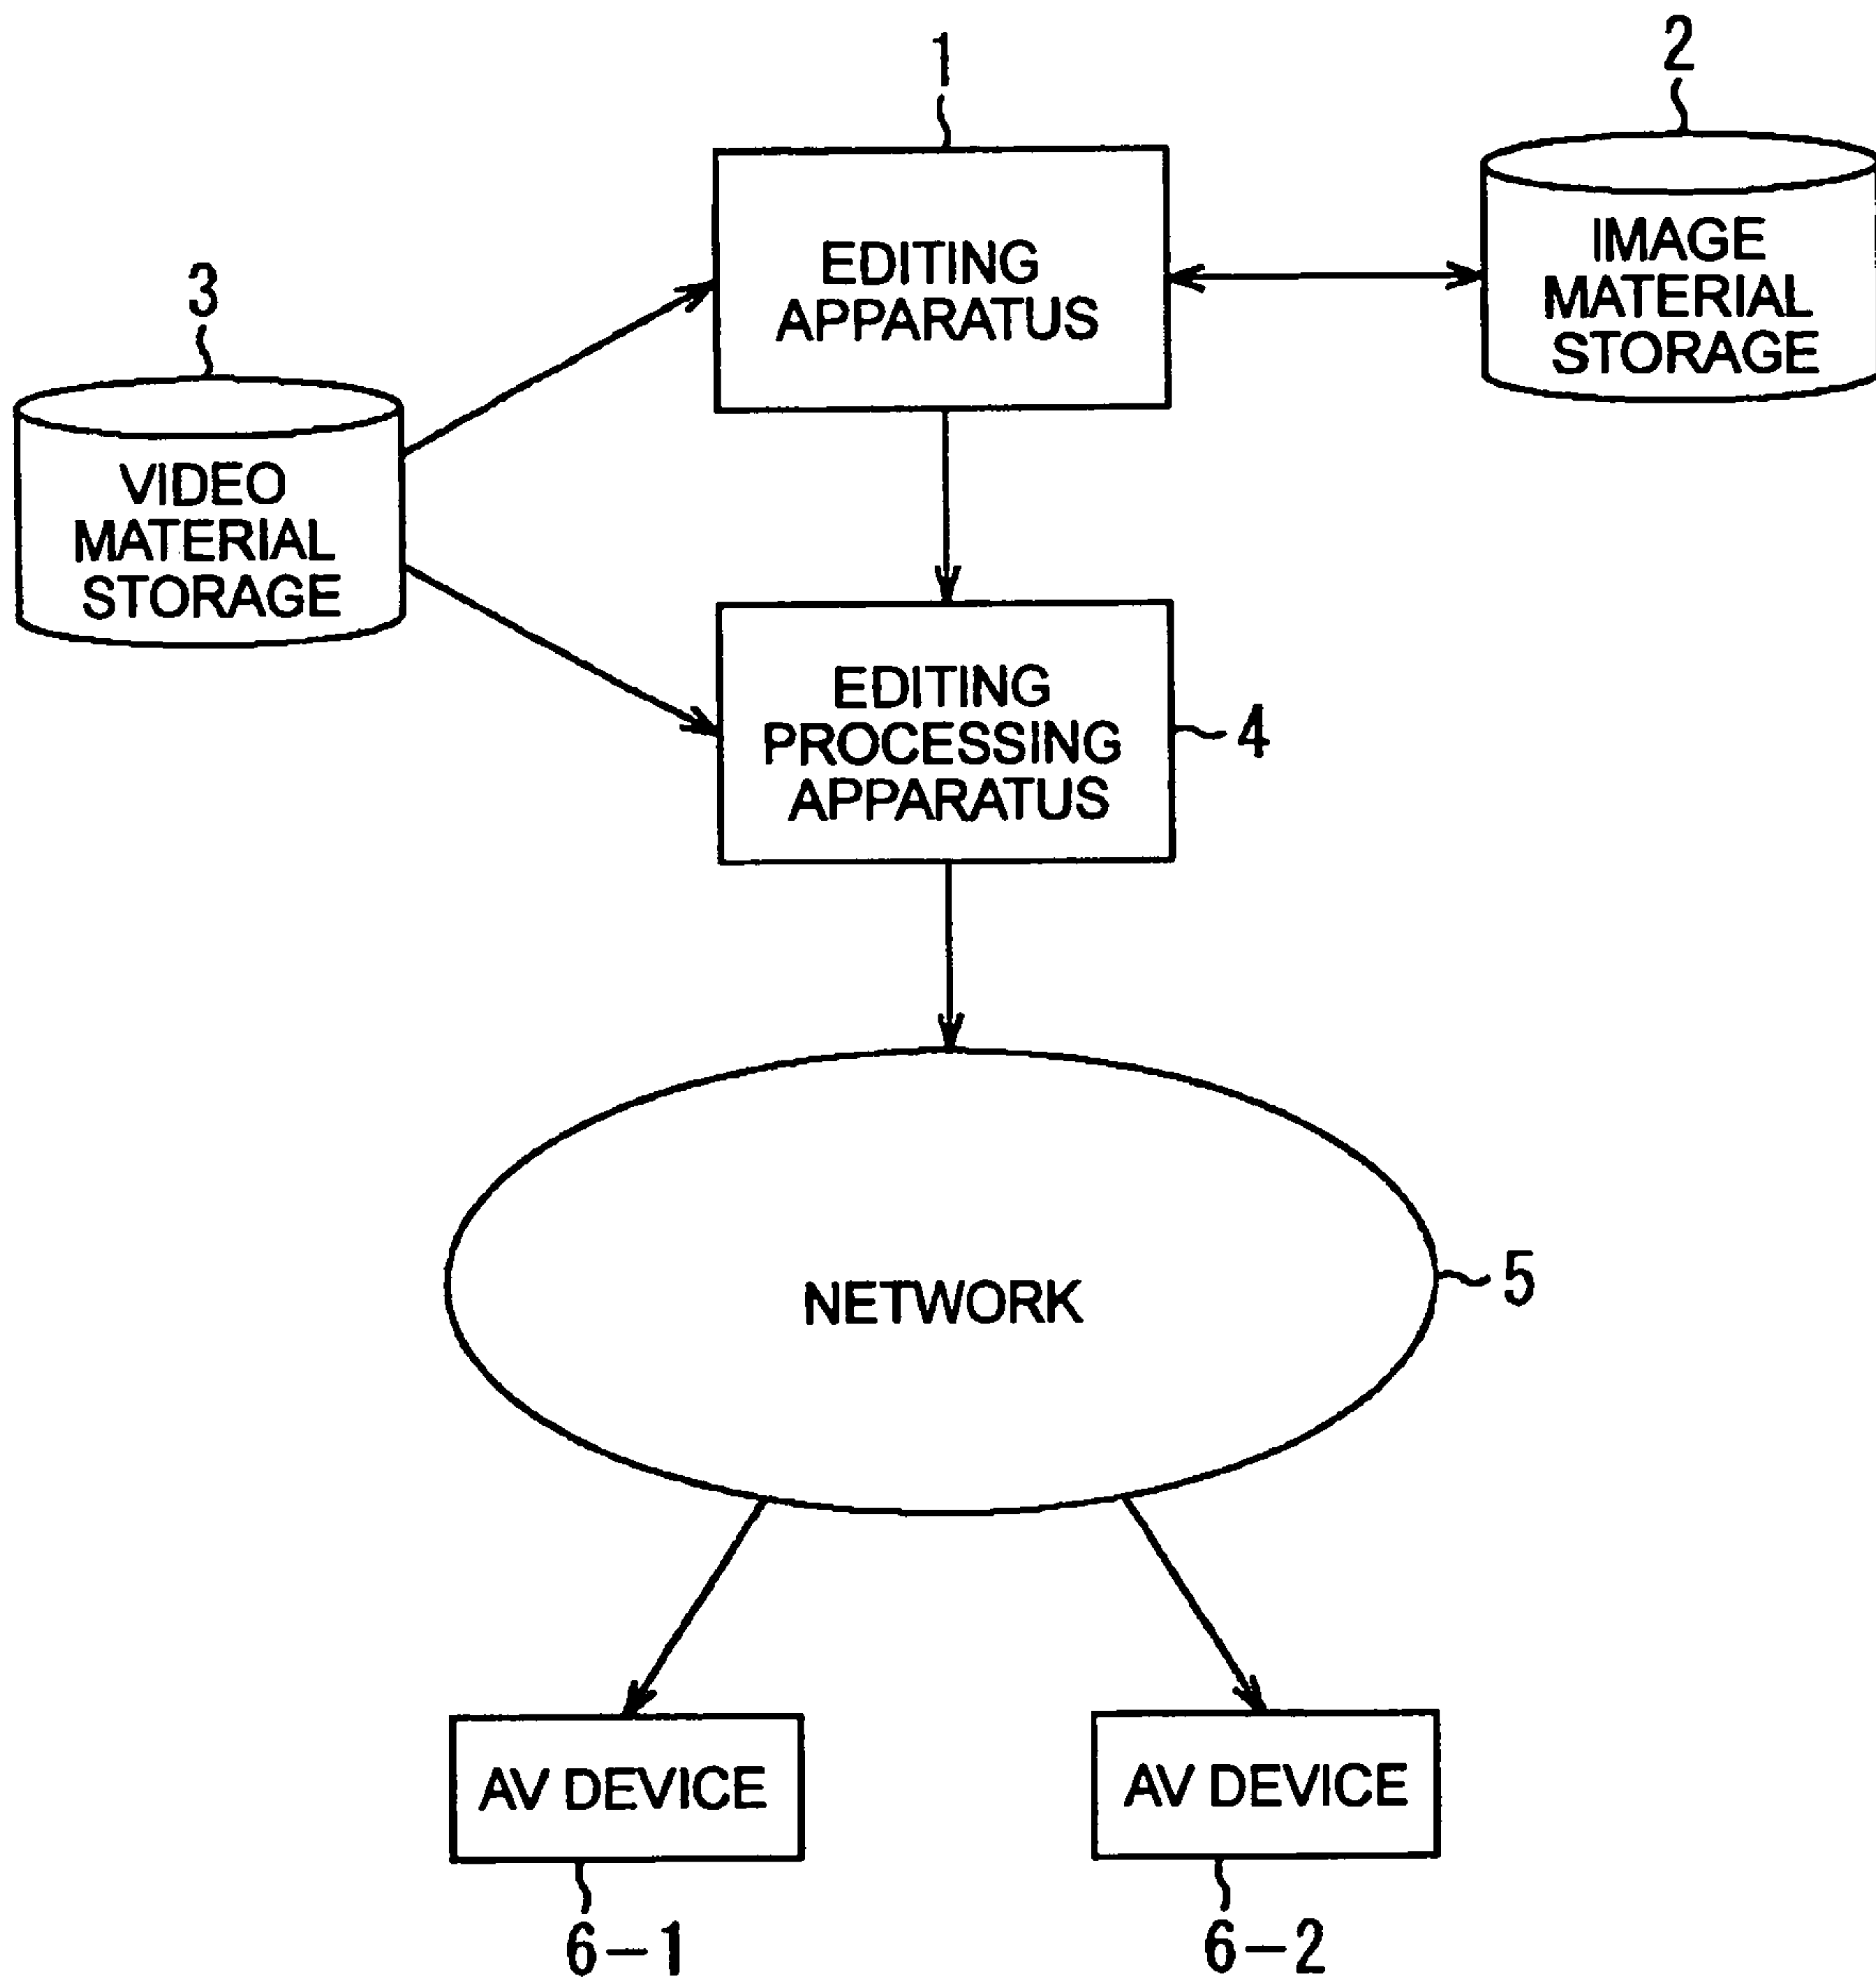 1
2
EDITING
APPARATUS
IMAGE
MATERIAL
STORAGE
3
VIDEO
MATERIAL
STORAGE
EDITING
PROCESSING
APPARATUS
4
NETWORK
5
AV DEVICE
AV DEVICE
6-1
6-2